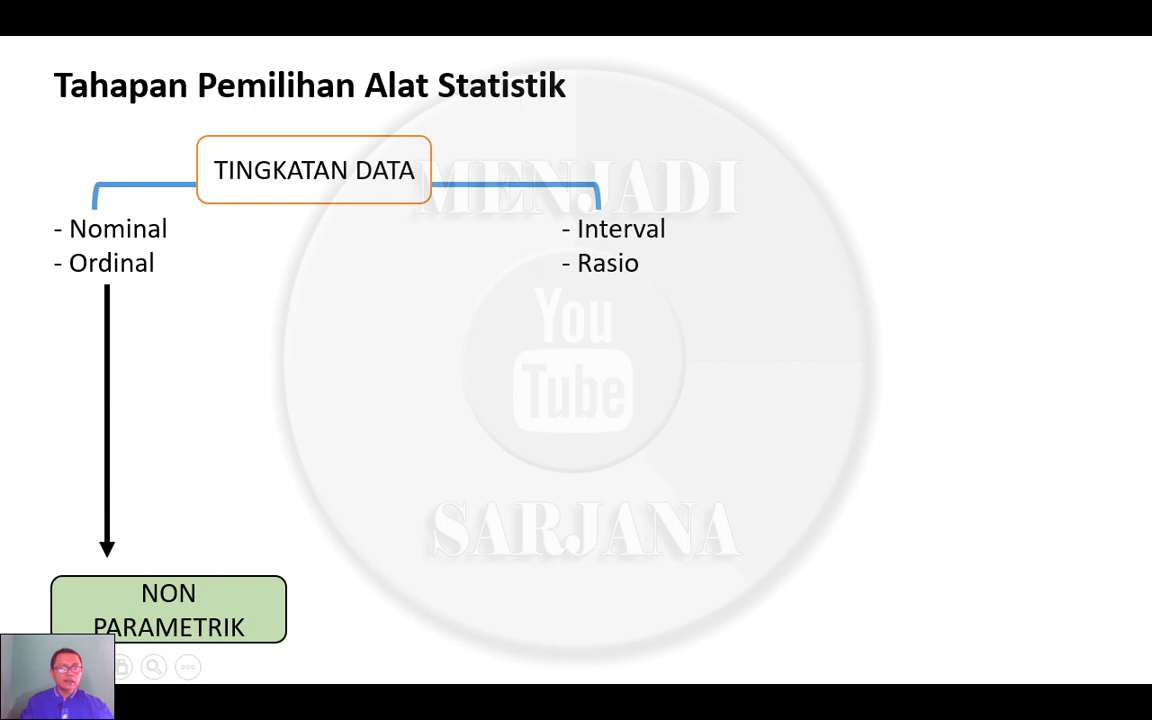 Tahapan Pemilihan Alat Statistik
TINGKATAN DATA
MENJADI
- Nominal
- Ordinal
- Interval
- Rasio
You
Tube
SARJANA
NON
PARAMETRIK